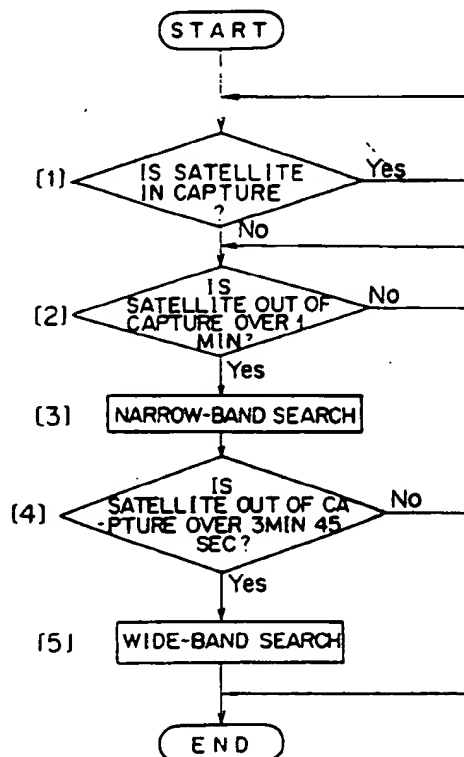 START
[1]
IS SATELLITE
IN CAPTURE
?
Yes
No
[2]
IS
SATELLITE OUT OF
CAPTURE OVER 1
MIN?
No
Yes
[3]
NARROW-BAND SEARCH
[4]
IS
SATELLITE OUT OF CA
-PTURE OVER 3MIN 45
SEC?
No
Yes
[5]
WIDE-BAND SEARCH
END